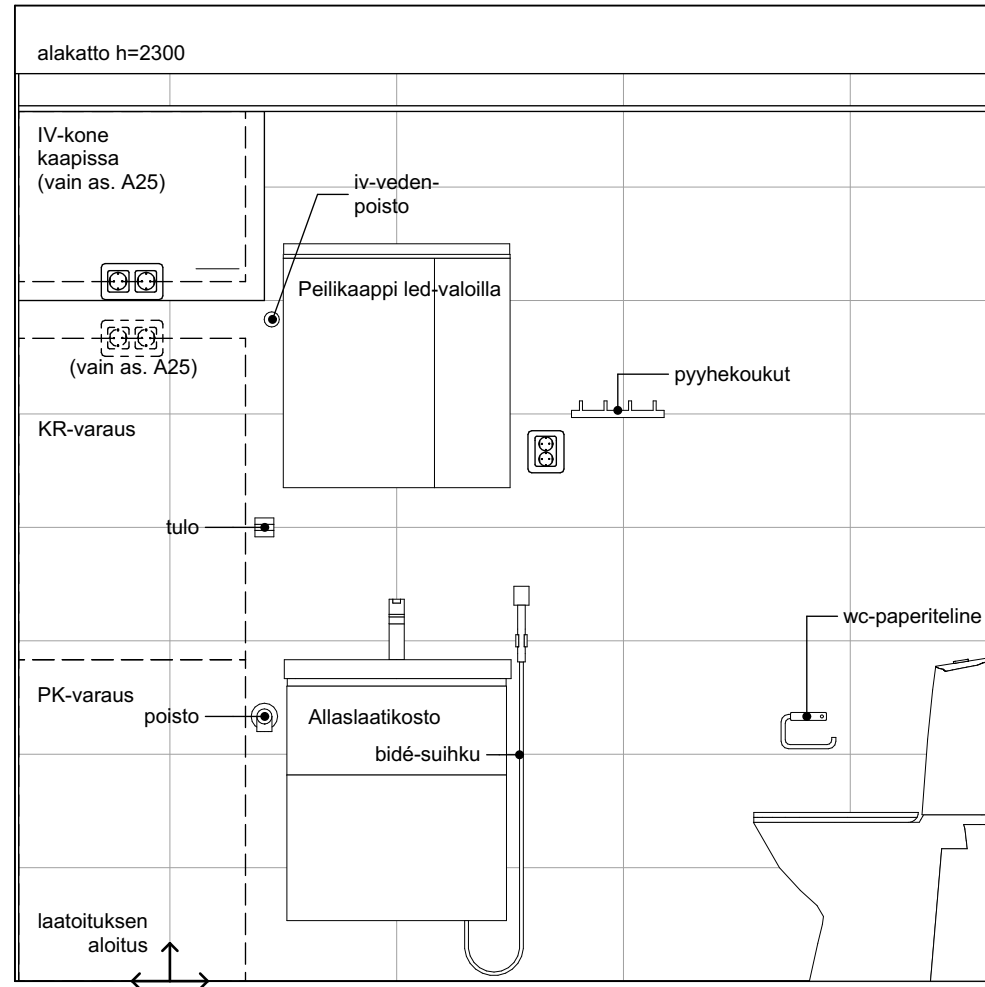 alakatto h=2300
IV-kone
kaapissa
(vain as. A25)
iv-veden-
poisto
Peilikaappi led-valoilla
(vain as. A25)
pyyhekoukut
KR-varaus
tulo
wc-paperiteline
PK-varaus
poisto
Allaslaatikosto
bidé-suihku
laatoituksen
aloitus